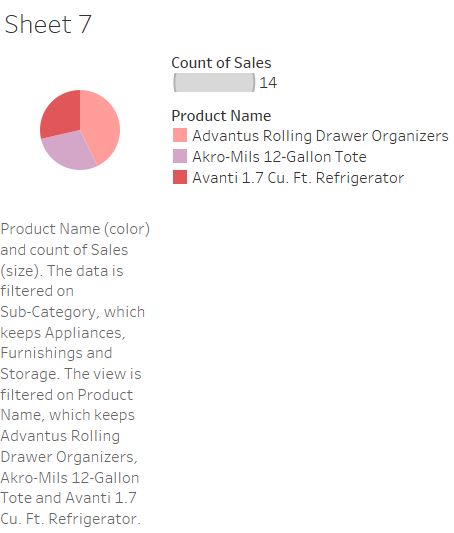 Sheet 7
Count of Sales
14
Product Name
Advantus Rolling Drawer Organizers
Akro-Mils 12-Gallon Tote
Avanti 1.7 Cu. Ft. Refrigerator
Product Name (color)
and count of Sales
(size). The data is
filtered on
Sub-Category, which
keeps Appliances,
Furnishings and
Storage. The view is
filtered on Product
Name, which keeps
Advantus Rolling
Drawer Organizers,
Akro-Mils 12-Gallon
Tote and Avanti 1.7
Cu. Ft. Refrigerator.